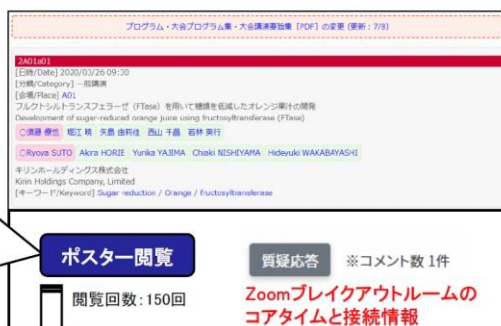 プログラム・大会プログラム集・大会講演要旨集 [PDF] の変更 (更新 : 7/8)
2A01a01
[日時/Date] 2020/03/26 09:30
[分類/Category] 一般講演
[会場/Place] A01
フルクトシルトランスフェラーゼ (FTase) を用いて糖類を低減したオレンジ果汁の開発
Development of sugar-reduced orange juice using fructosyltransferase (FTase)
○須藤 優也 堀江 暁 矢島 由莉佳 西山 千晶 若林 英行
○Ryoya SUTO Akira HORIE Yurika YAJIMA Chiaki NISHIYAMA Hideyuki WAKABAYASHI
キリンホールディングス株式会社
Kirin Holdings Company, Limited
[キーワード/Keyword] Sugar reduction / Orange / Fructosyltransferase
ポスター閲覧
質疑応答 ※コメント数 1件
閲覧回数:150回
Zoomブレイクアウトルームの
コアタイムと接続情報